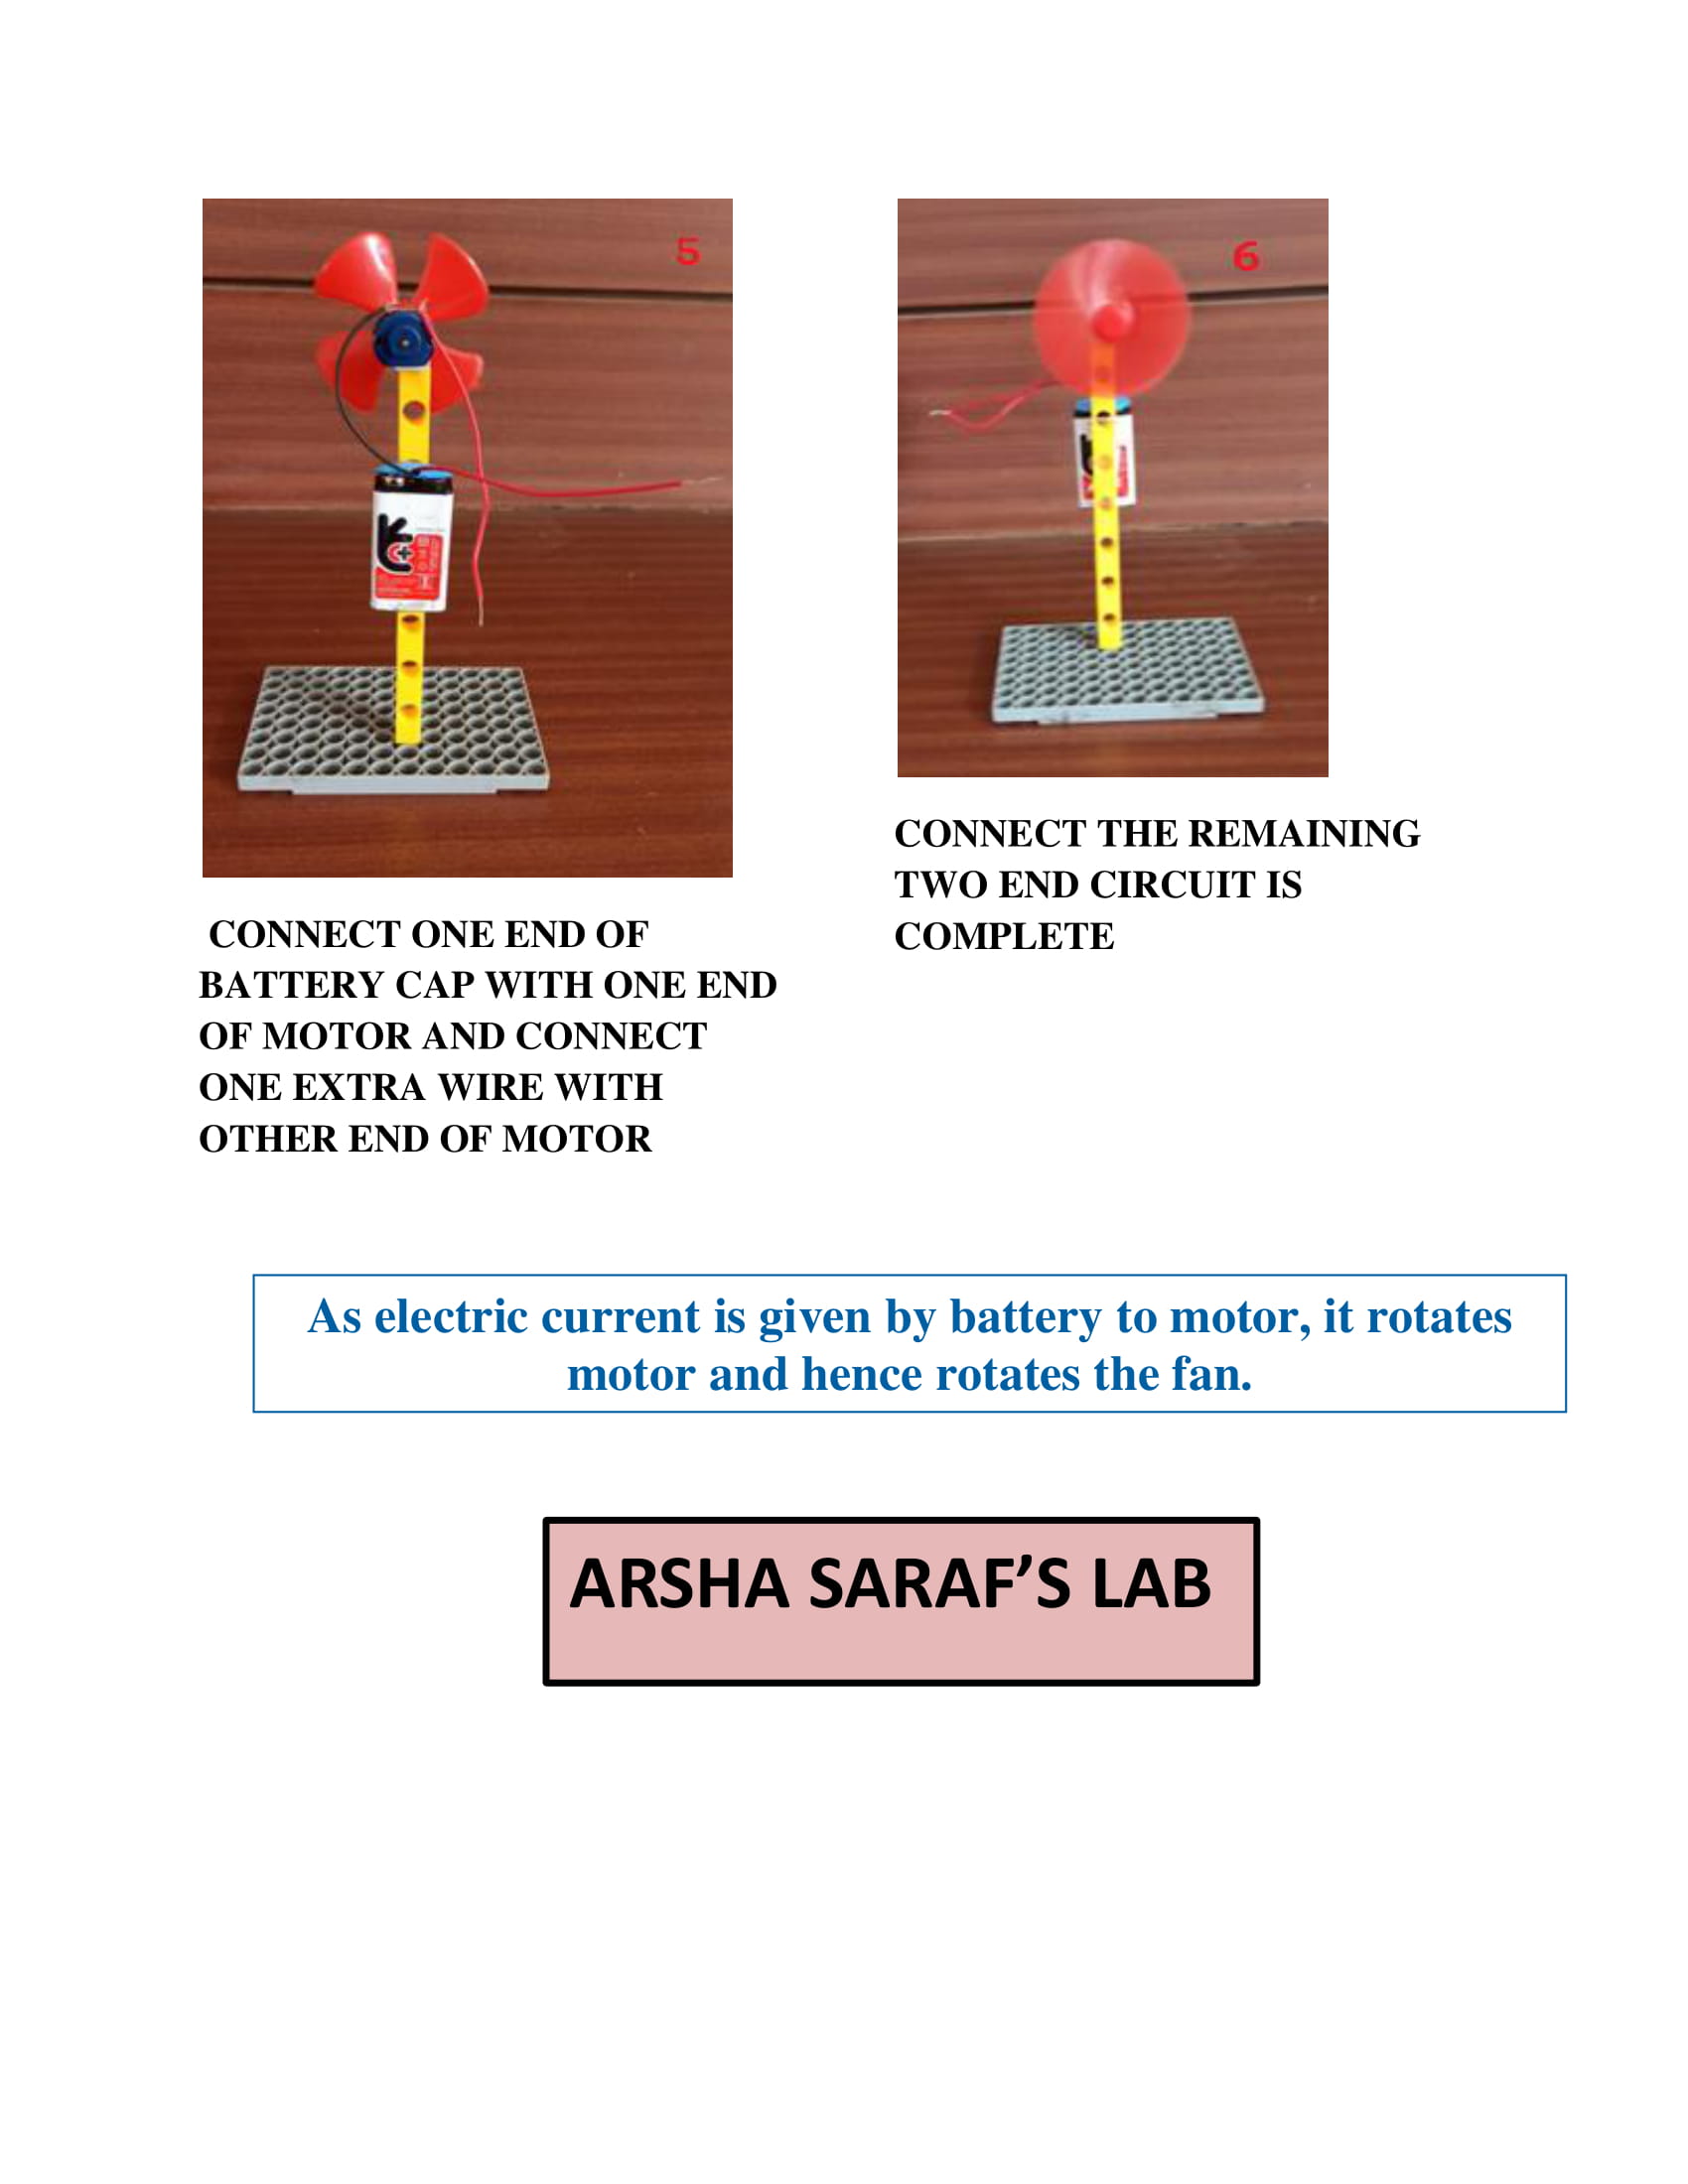 5
6
CONNECT ONE END OF
BATTERY CAP WITH ONE END
OF MOTOR AND CONNECT
ONE EXTRA WIRE WITH
OTHER END OF MOTOR
CONNECT THE REMAINING
TWO END CIRCUIT IS
COMPLETE
As electric current is given by battery to motor, it rotates
motor and hence rotates the fan.
ARSHA SARAF’S LAB